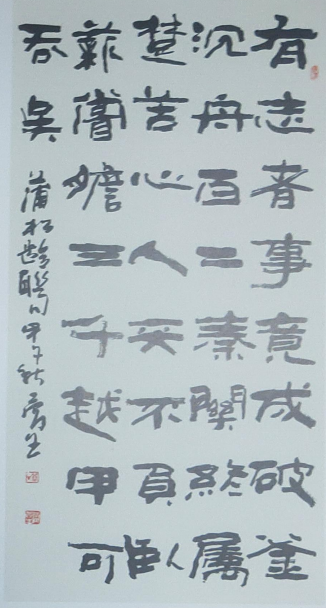 有志者事竟成破釜
沉舟百二秦關終屬
楚苦心人天不負臥
薪嘗膽三千越甲可
吞吳
蒲松齡聯句甲午秋